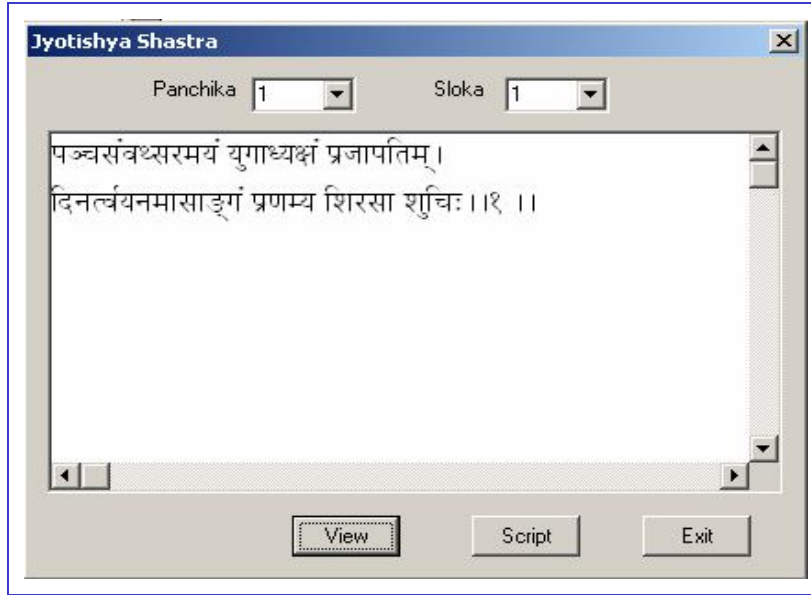 Jyotishya Shastra
Panchika 1 Sloka 1
पञ्चसंवथ्सरमयं युगाध्यक्षं प्रजापतिम्।
दिनर्त्वयनमासाङ्गं प्रणम्य शिरसा शुचिः।।१ ।।
View Script Exit